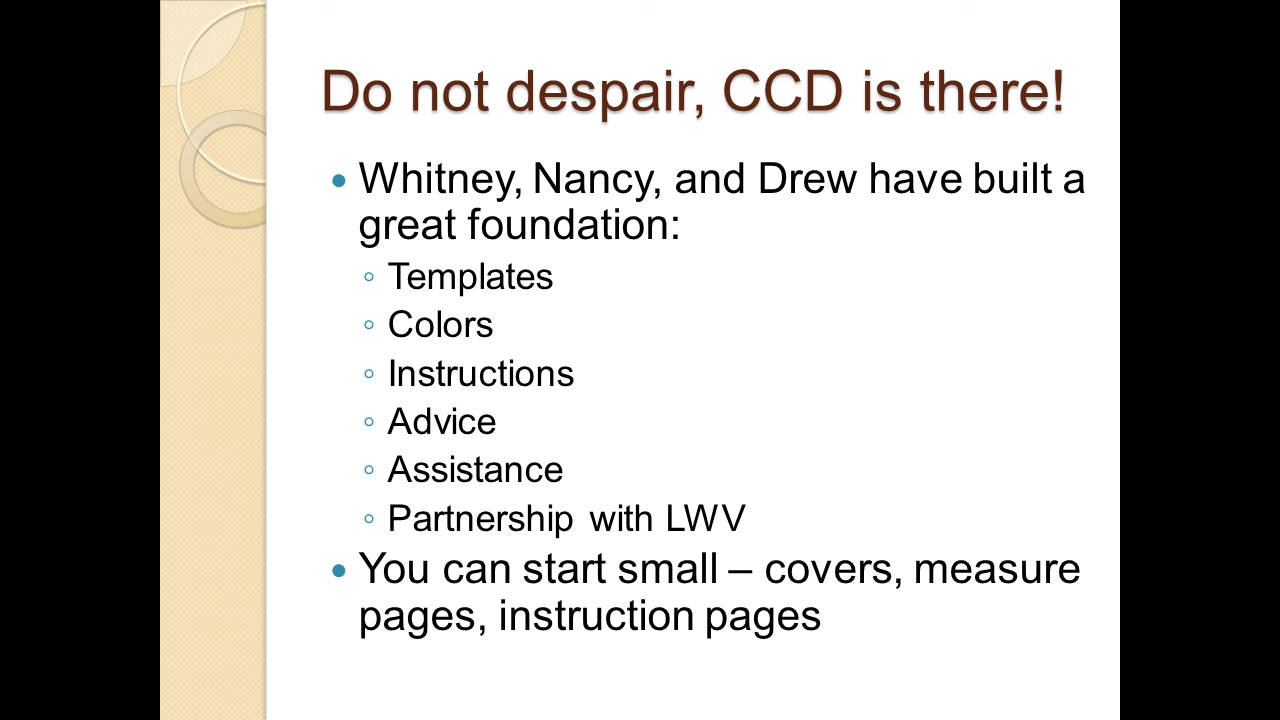 Do not despair, CCD is there!
• Whitney, Nancy, and Drew have built a
great foundation:
◦ Templates
◦ Colors
◦ Instructions
◦ Advice
◦ Assistance
◦ Partnership with LWV
• You can start small – covers, measure
pages, instruction pages